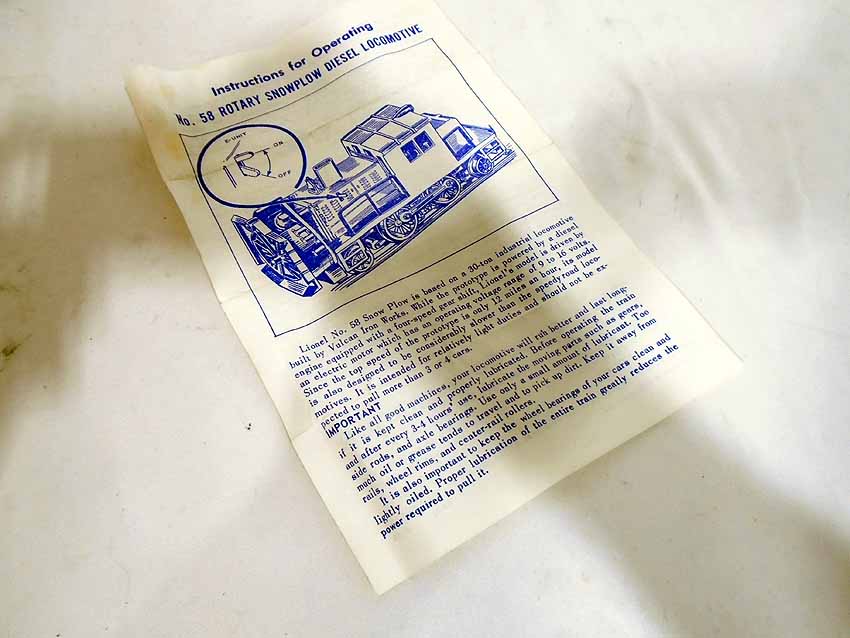 Instructions for Operating
No. 58 ROTARY SNOWPLOW DIESEL LOCOMOTIVE
E-UNIT
ON
OFF
Lionel No. 58 Snow Plow is based on a 30-ton industrial locomotive
built by Vulcan Iron Works. While the prototype is powered by a diesel
engine equipped with a four-speed gear shift, Lionel's model is driven by
an electric motor which has an operating voltage range of 9 to 16 volts.
Since the top speed of the prototype is only 12 miles an hour, its model
is also designed to be considerably slower than the speedy road loco-
motives. It is intended for relatively light duties and should not be ex-
pected to pull more than 3 or 4 cars.
IMPORTANT
Like all good machines, your locomotive will run better and last long-
if it is kept clean and properly lubricated. Before operating the train
and after every 3-4 hours' use, lubricate the moving parts such as gears,
side rods, and axle bearings. Use only a small amount of lubricant. Too
much oil or grease tends to travel and to pick up dirt. Keep it away from
rails, wheel rims, and center-rail rollers.
It is also important to keep the wheel bearings of your cars clean and
lightly oiled. Proper lubrication of the entire train greatly reduces the
power required to pull it.